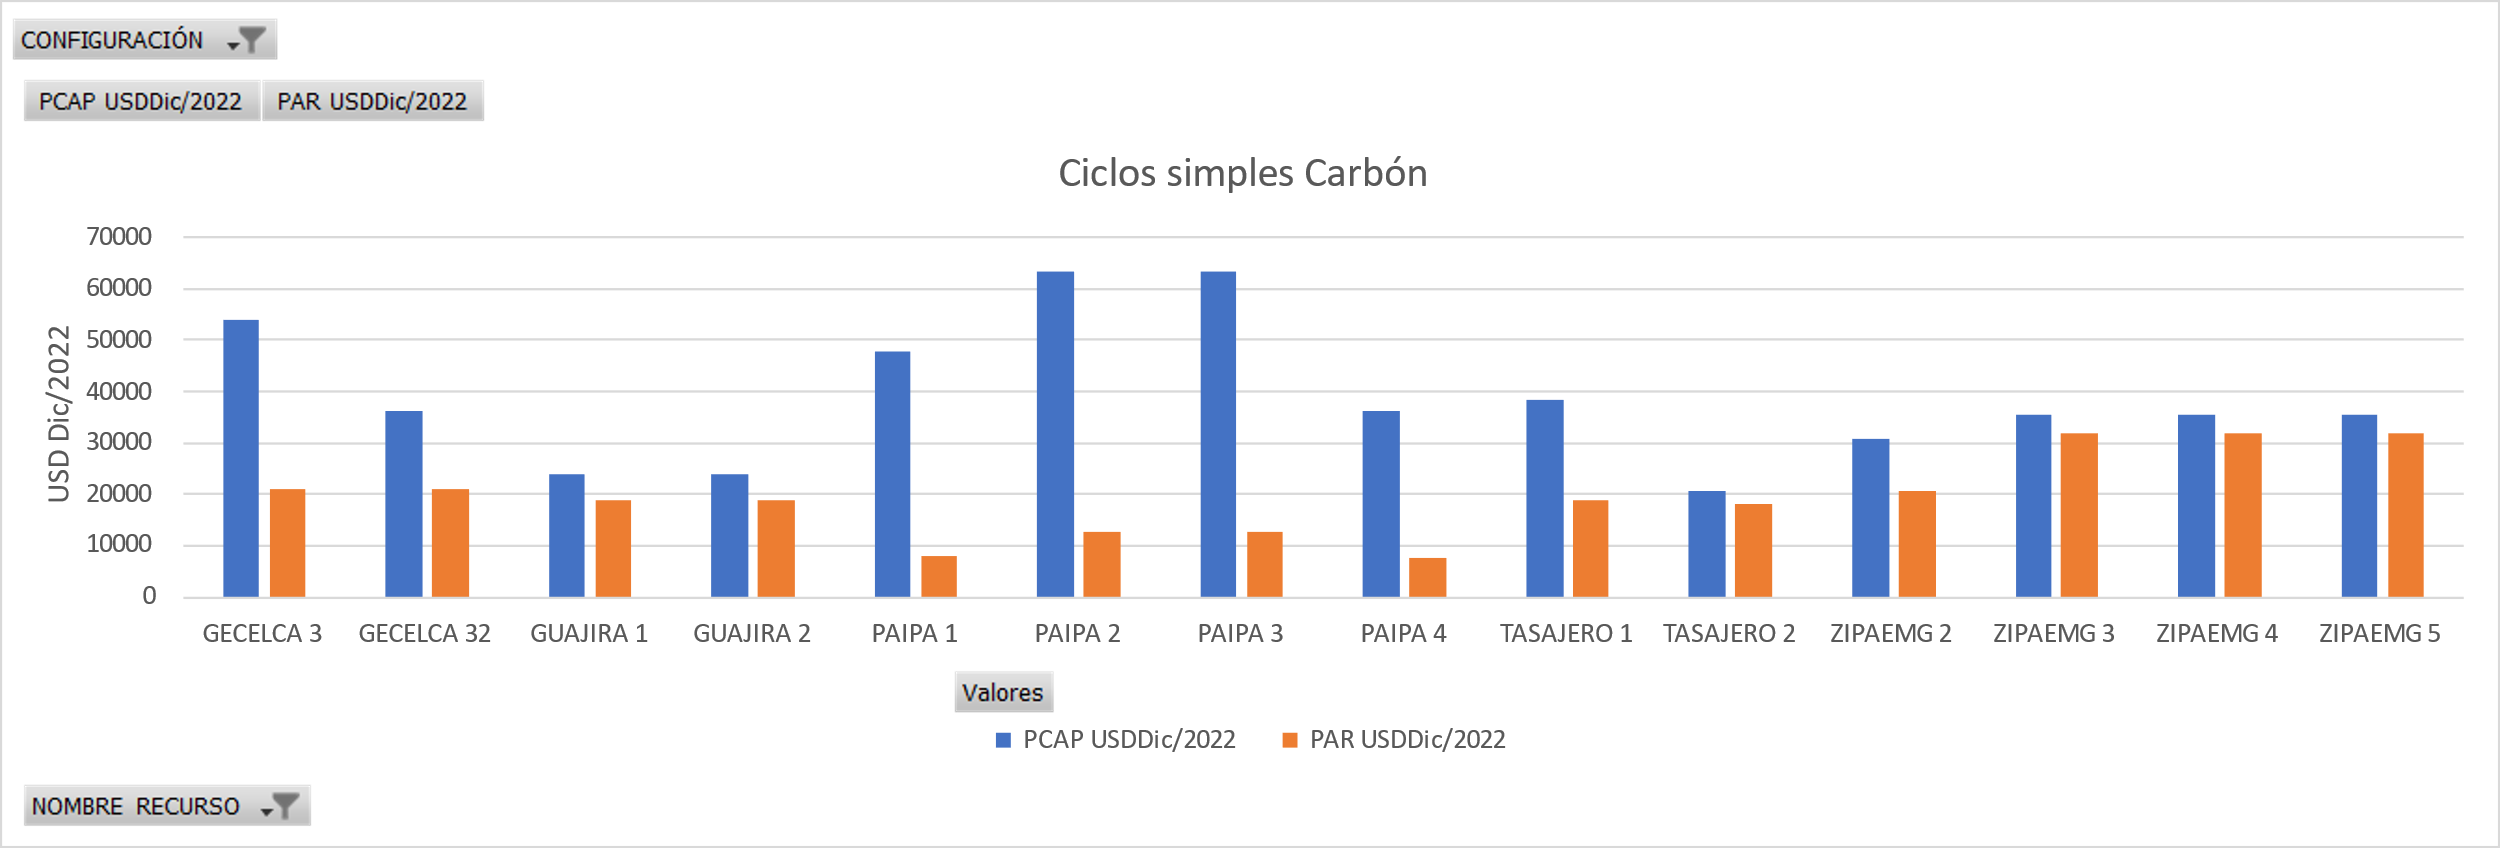 CONFIGURACIÓN
PCAP USDDic/2022 PAR USDDic/2022
Ciclos simples Carbón
USD Dic/2022
70000
60000
50000
40000
30000
20000
10000
0
GECELCA 3 GECELCA 32 GUAJIRA 1 GUAJIRA 2 PAIPA 1 PAIPA 2 PAIPA 3 PAIPA 4 TASAJERO 1 TASAJERO 2 ZIPAEMG 2 ZIPAEMG 3 ZIPAEMG 4 ZIPAEMG 5
Valores
PCAP USDDic/2022 PAR USDDic/2022
NOMBRE RECURSO